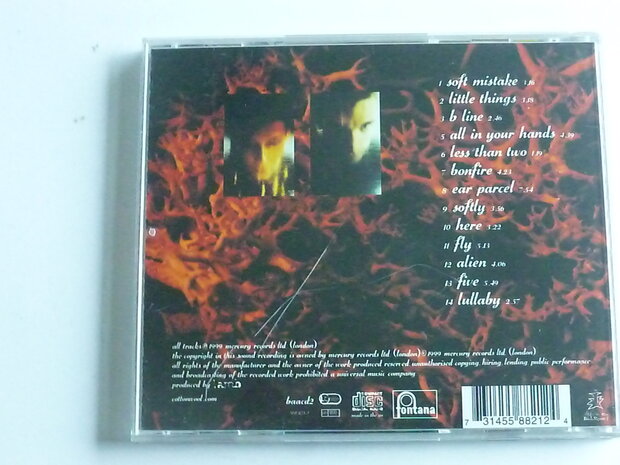 1 soft mistake 3.16
2 little things 3.18
3 b line 2.46
5 all in your hands 4.39
6 less than two 1.19
7 bonfire 4.23
8 ear parcel 7.54
9 softly 3.56
10 here 3.22
11 fly 5.13
12 alien 4.06
13 five 5.49
14 lullaby 2.57
all tracks ℗ 1999 mercury records ltd. (london)
the copyright in this sound recording is owned by mercury records ltd. (london) © 1999 mercury records ltd. (london)
all rights of the manufacturer and the owner of the work produced reserved unauthorised copying, hiring, lending, public performance
and broadcasting of the recorded work prohibited a universal music company
produced by lamb
cottonwool.com
baacd2
COMPACT disc
made in the
fontana
7 31455 88212 4